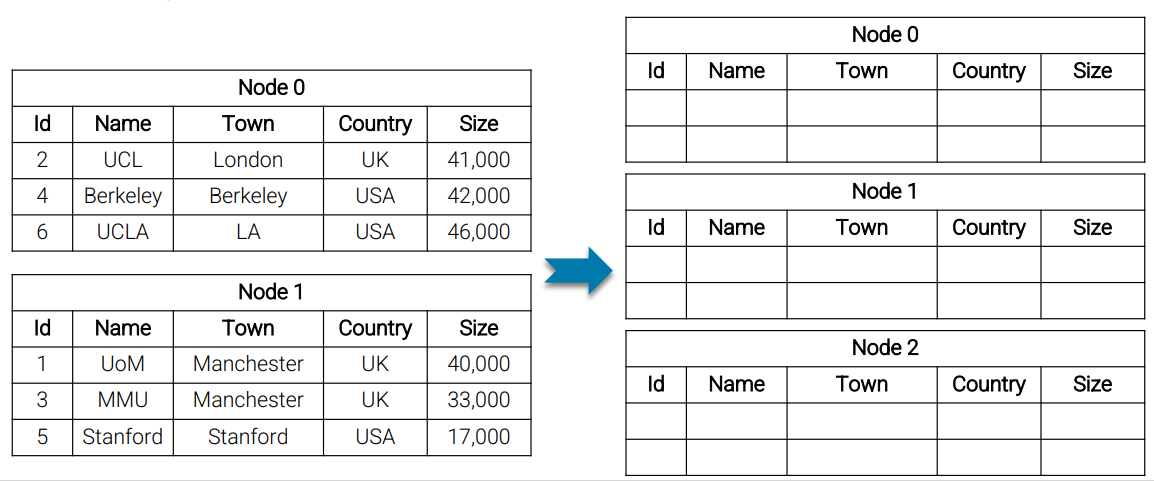 Node 0
Id Name Town Country Size
2 UCL London UK 41,000
4 Berkeley Berkeley USA 42,000
6 UCLA LA USA 46,000
Node 1
Id Name Town Country Size
1 UoM Manchester UK 40,000
3 MMU Manchester UK 33,000
5 Stanford Stanford USA 17,000
Node 0
Id Name Town Country Size
Node 1
Id Name Town Country Size
Node 2
Id Name Town Country Size